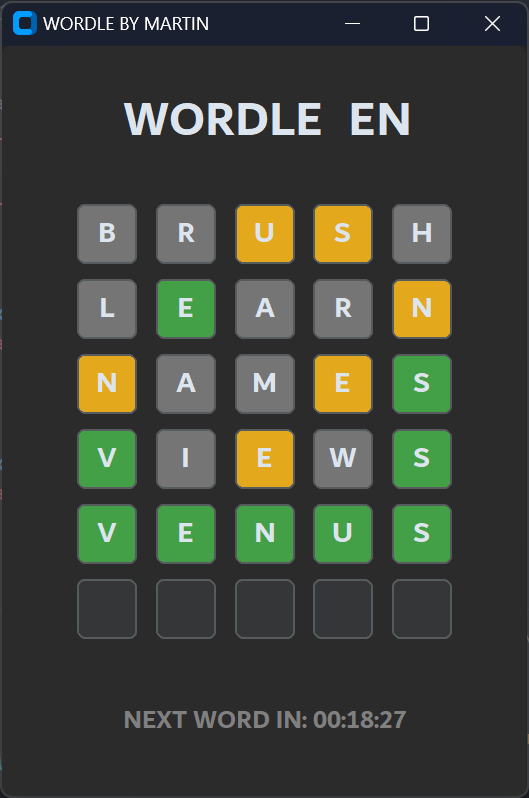 WORDLE BY MARTIN
WORDLE EN
B R U S H
L E A R N
N A M E S
V I E W S
V E N U S
NEXT WORD IN: 00:18:27